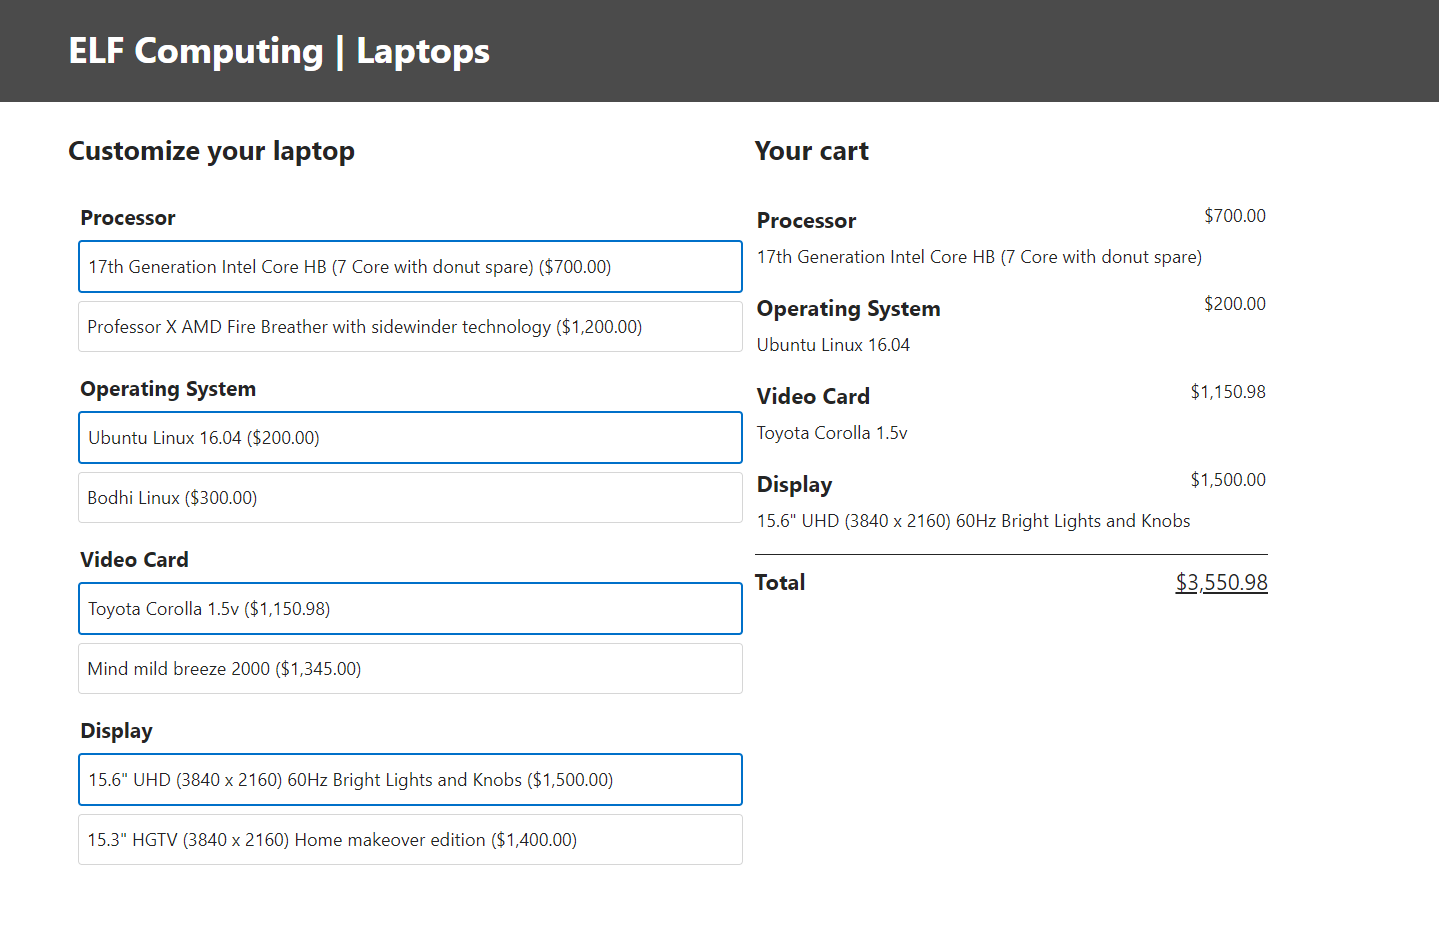 ELF Computing | Laptops
Customize your laptop
Processor
17th Generation Intel Core HB (7 Core with donut spare) ($700.00)
Professor X AMD Fire Breather with sidewinder technology ($1,200.00)
Operating System
Ubuntu Linux 16.04 ($200.00)
Bodhi Linux ($300.00)
Video Card
Toyota Corolla 1.5v ($1,150.98)
Mind mild breeze 2000 ($1,345.00)
Display
15.6" UHD (3840 x 2160) 60Hz Bright Lights and Knobs ($1,500.00)
15.3" HGTV (3840 x 2160) Home makeover edition ($1,400.00)
Your cart
Processor $700.00
17th Generation Intel Core HB (7 Core with donut spare)
Operating System $200.00
Ubuntu Linux 16.04
Video Card $1,150.98
Toyota Corolla 1.5v
Display $1,500.00
15.6" UHD (3840 x 2160) 60Hz Bright Lights and Knobs
Total $3,550.98